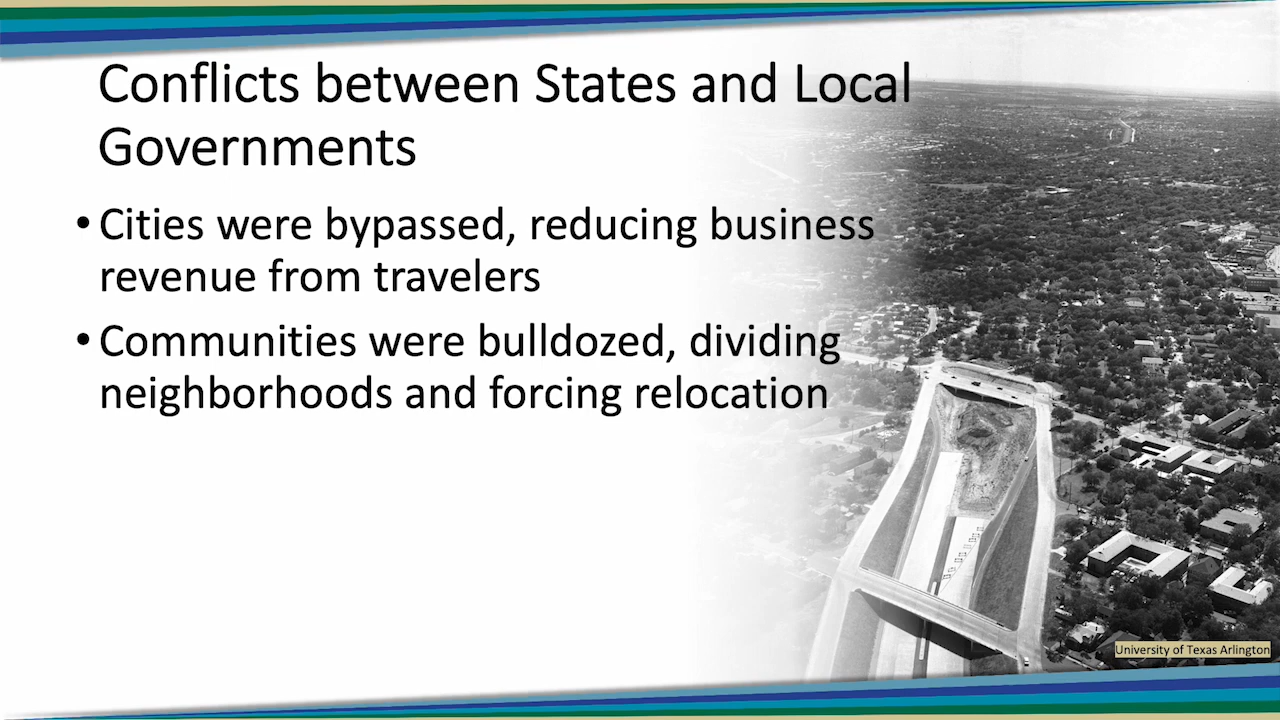 Conflicts between States and Local
Governments
• Cities were bypassed, reducing business
revenue from travelers
• Communities were bulldozed, dividing
neighborhoods and forcing relocation
University of Texas Arlington